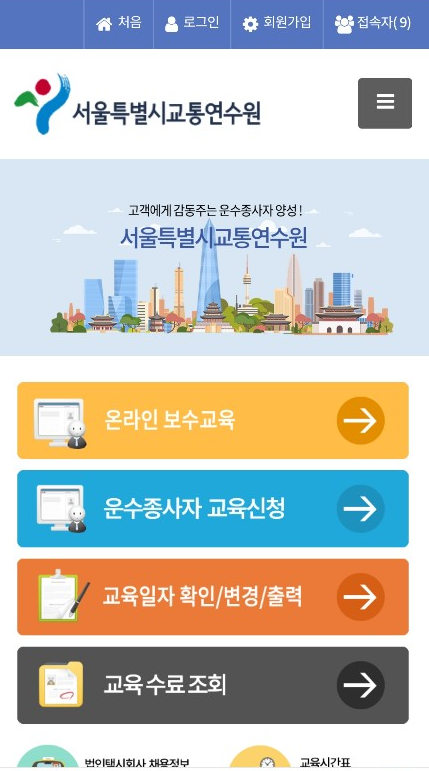 처음 로그인 회원가입 접속자( 9)
서울특별시교통연수원
고객에게 감동주는 운수종사자 양성 !
서울특별시교통연수원
온라인 보수교육
운수종사자 교육신청
교육일자 확인/변경/출력
교육 수료 조회
법인택시회사 채용정보 교육시간표